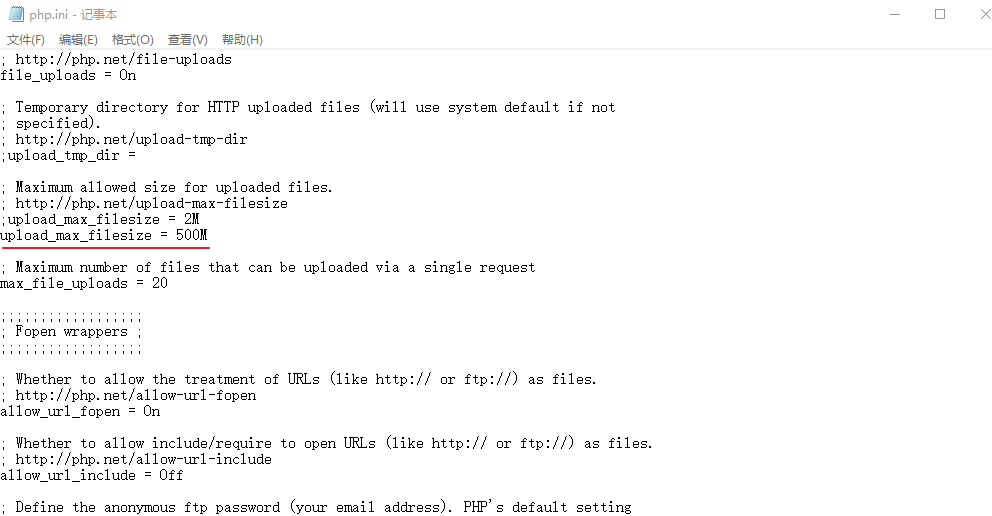 php.ini - 记事本
文件(F) 编辑(E) 格式(O) 查看(V) 帮助(H)
; http://php.net/file-uploads
file_uploads = On
; Temporary directory for HTTP uploaded files (will use system default if not
; specified).
; http://php.net/upload-tmp-dir
;upload_tmp_dir =
; Maximum allowed size for uploaded files.
; http://php.net/upload-max-filesize
;upload_max_filesize = 2M
upload_max_filesize = 500M
; Maximum number of files that can be uploaded via a single request
max_file_uploads = 20
;;;;;;;;;;;;;;;;;;
; Fopen wrappers ;
;;;;;;;;;;;;;;;;;;
; Whether to allow the treatment of URLs (like http:// or ftp://) as files.
; http://php.net/allow-url-fopen
allow_url_fopen = On
; Whether to allow include/require to open URLs (like http:// or ftp://) as files.
; http://php.net/allow-url-include
allow_url_include = Off
; Define the anonymous ftp password (your email address). PHP's default setting